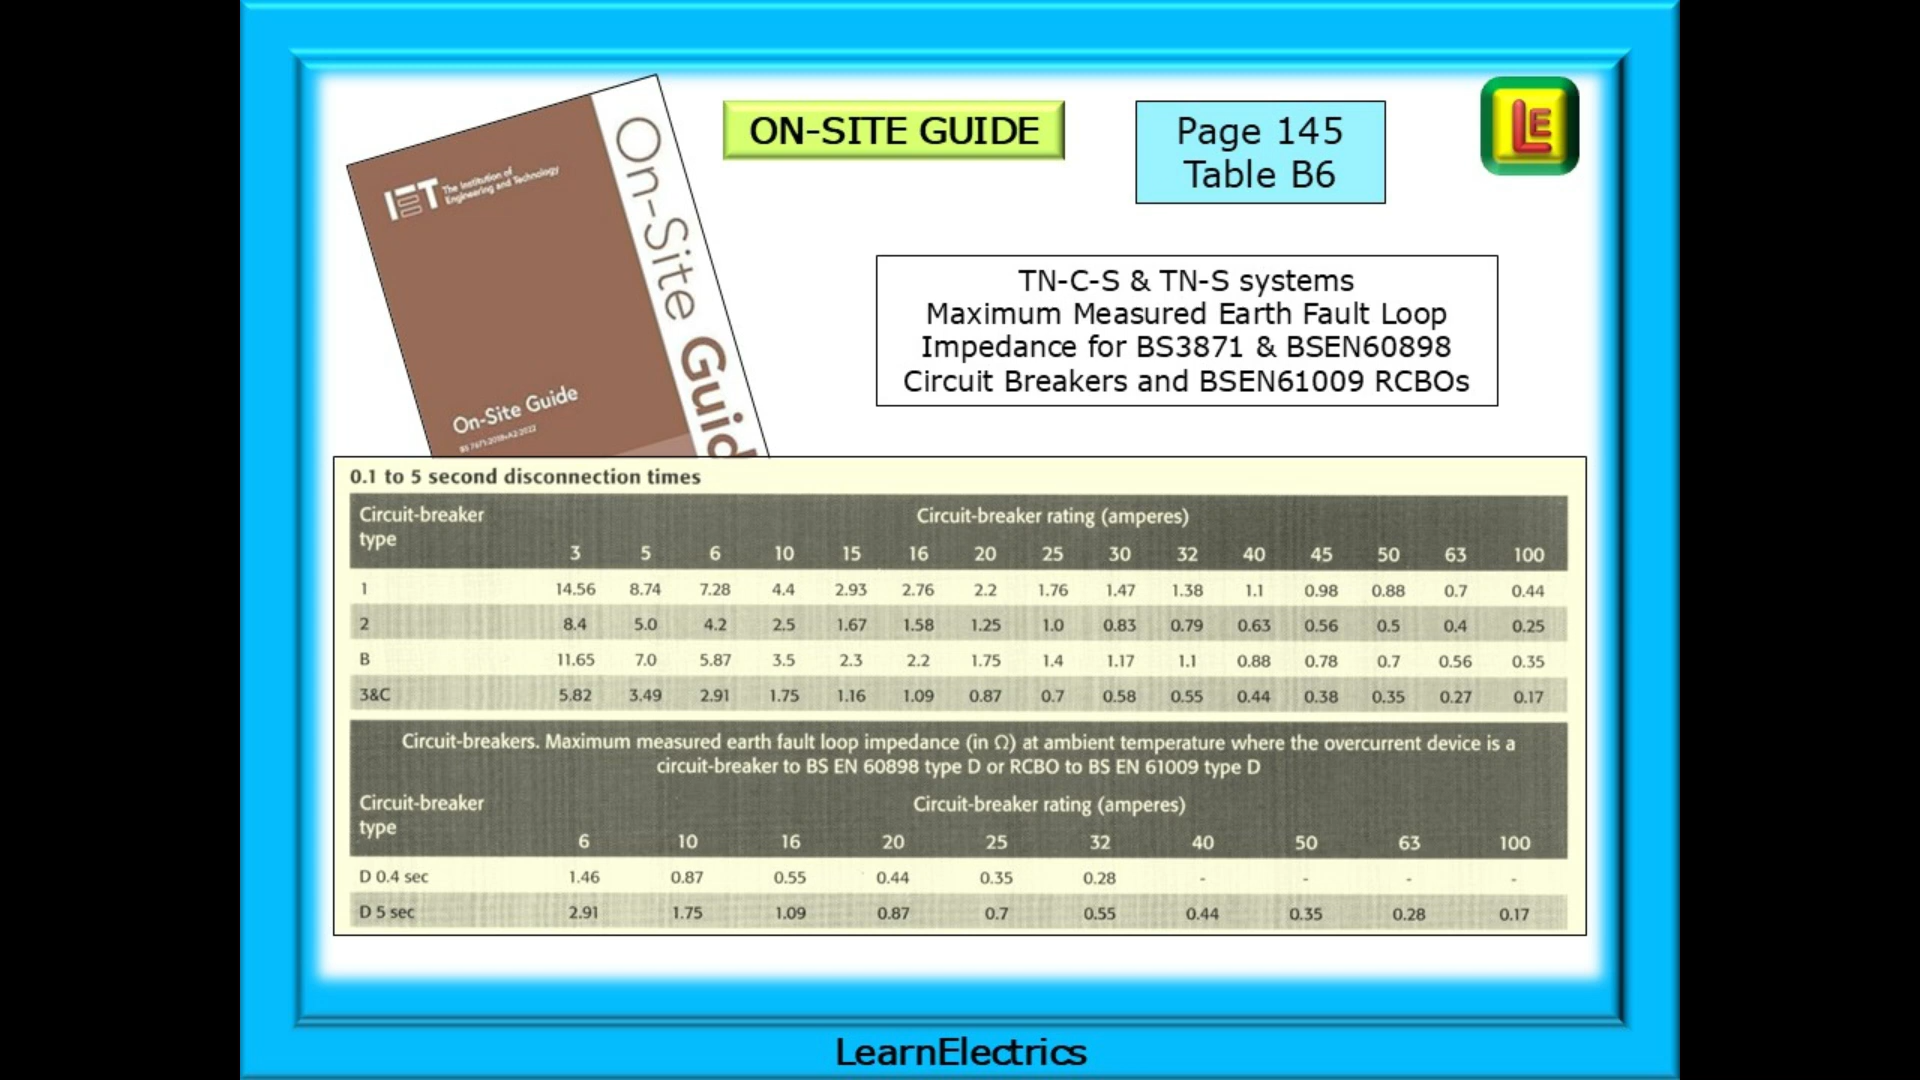 ON-SITE GUIDE
Page 145
Table B6
LE
IET The Institution of
Engineering and Technology
On-Site Guid
On-Site Guide
BS 7671:2018+A2:2022
TN-C-S & TN-S systems
Maximum Measured Earth Fault Loop
Impedance for BS3871 & BSEN60898
Circuit Breakers and BSEN61009 RCBOs
0.1 to 5 second disconnection times
Circuit-breaker
type
Circuit-breaker rating (amperes)
3 5 6 10 15 16 20 25 30 32 40 45 50 63 100
1 14.56 8.74 7.28 4.4 2.93 2.76 2.2 1.76 1.47 1.38 1.1 0.98 0.88 0.7 0.44
2 8.4 5.0 4.2 2.5 1.67 1.58 1.25 1.0 0.83 0.79 0.63 0.56 0.5 0.4 0.25
B 11.65 7.0 5.87 3.5 2.3 2.2 1.75 1.4 1.17 1.1 0.88 0.78 0.7 0.56 0.35
3&C 5.82 3.49 2.91 1.75 1.16 1.09 0.87 0.7 0.58 0.55 0.44 0.38 0.35 0.27 0.17
Circuit-breakers. Maximum measured earth fault loop impedance (in Ω) at ambient temperature where the overcurrent device is a
circuit-breaker to BS EN 60898 type D or RCBO to BS EN 61009 type D
Circuit-breaker
type
Circuit-breaker rating (amperes)
6 10 16 20 25 32 40 50 63 100
D 0.4 sec 1.46 0.87 0.55 0.44 0.35 0.28 - - - -
D 5 sec 2.91 1.75 1.09 0.87 0.7 0.55 0.44 0.35 0.28 0.17
LearnElectrics